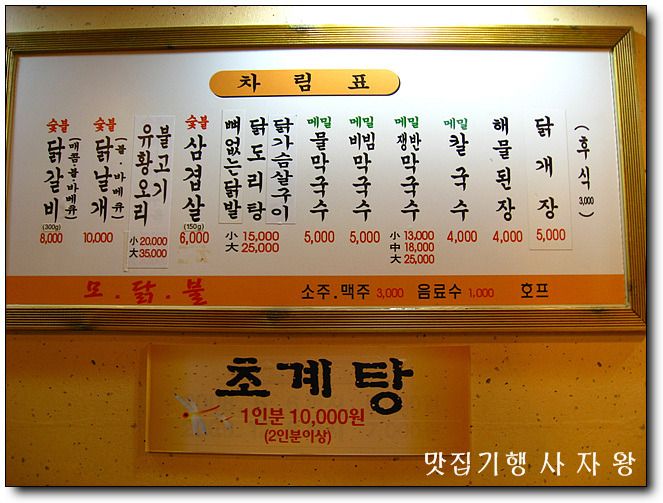 차림표
숯불 닭갈비
(매콤·불·바베큐)
(300g)
8,000
숯불 닭날개
(불·바베큐)
10,000
유황오리
불고기
小 20,000
大 35,000
숯불 삼겹살
(150g)
6,000
뼈없는닭발
닭도리탕
닭가슴살구이
小 15,000
大 25,000
메밀 물막국수
5,000
메밀 비빔막국수
5,000
메밀 쟁반막국수
小 13,000
中 18,000
大 25,000
메밀 칼국수
4,000
해물된장
4,000
닭개장
5,000
(후식 3,000)
모.닭.불 소주.맥주 3,000 음료수 1,000 호프
초계탕
1인분 10,000원
(2인분이상)
맛집기행 사자왕